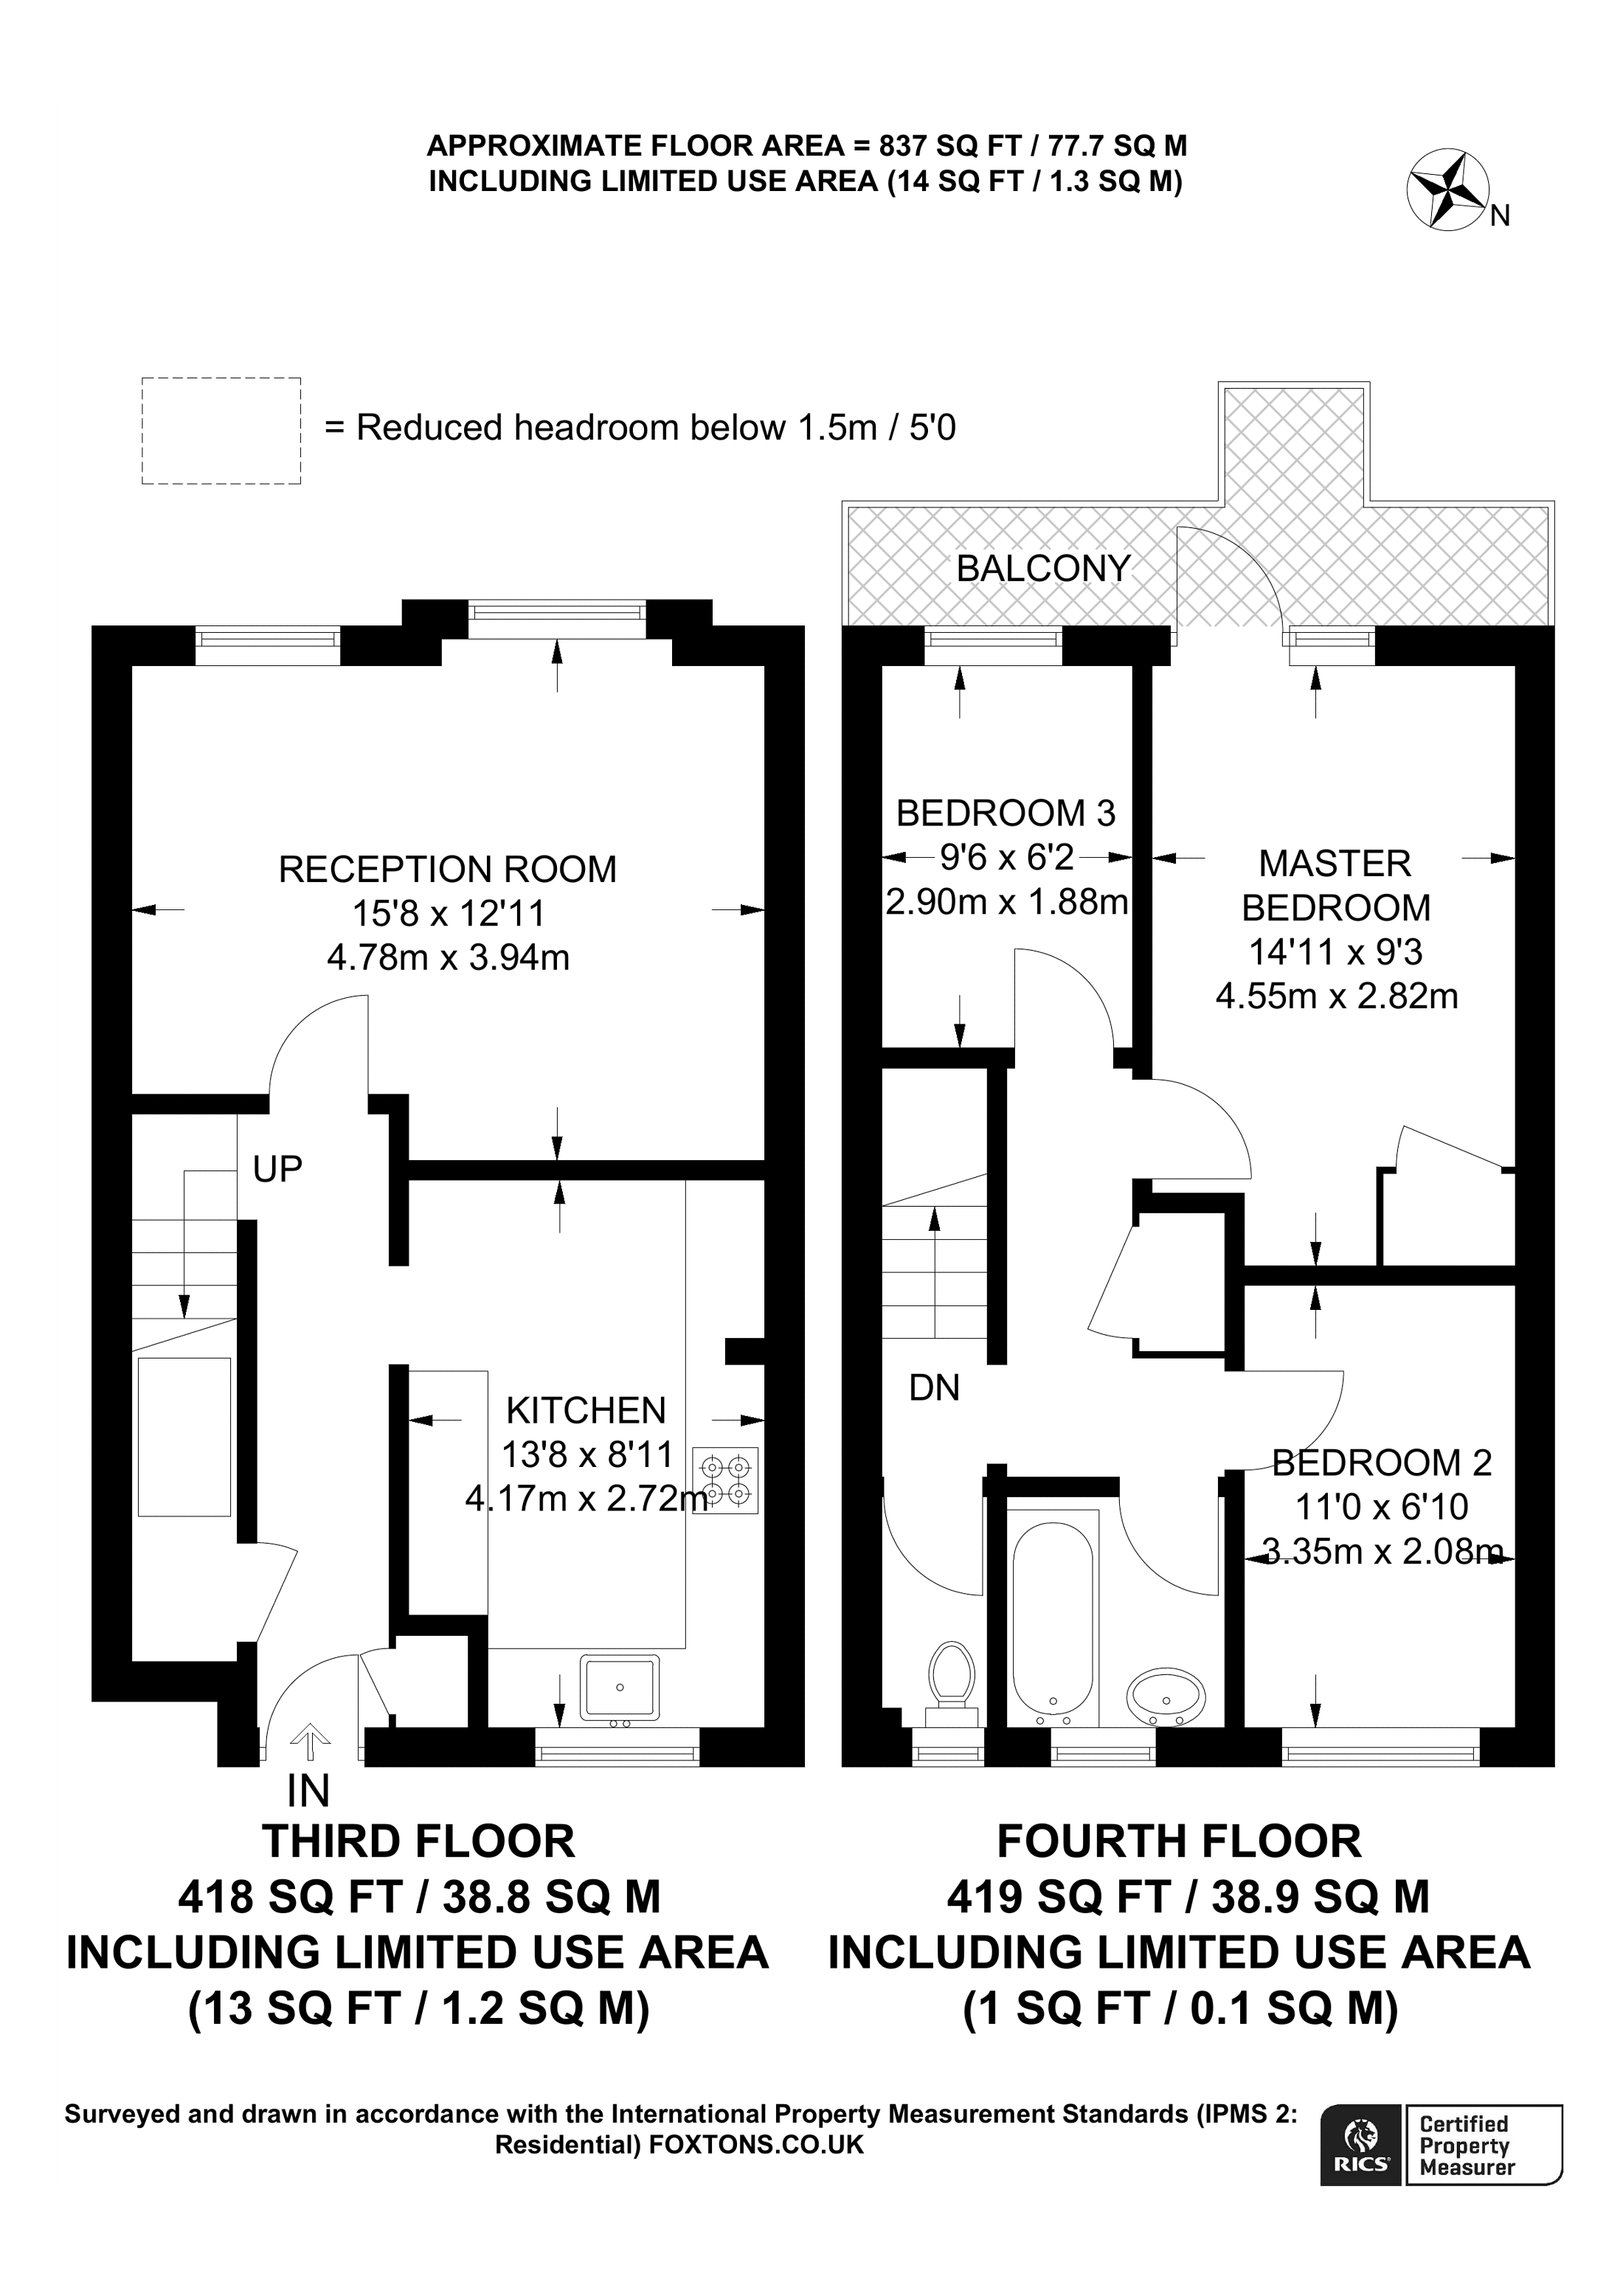 APPROXIMATE FLOOR AREA = 837 SQ FT / 77.7 SQ M
INCLUDING LIMITED USE AREA (14 SQ FT / 1.3 SQ M)
N
= Reduced headroom below 1.5m / 5'0
BALCONY
RECEPTION ROOM
15'8 x 12'11
4.78m x 3.94m
UP
KITCHEN
13'8 x 8'11
4.17m x 2.72m
IN
THIRD FLOOR
418 SQ FT / 38.8 SQ M
INCLUDING LIMITED USE AREA
(13 SQ FT / 1.2 SQ M)
BEDROOM 3
9'6 x 6'2
2.90m x 1.88m
MASTER
BEDROOM
14'11 x 9'3
4.55m x 2.82m
DN
BEDROOM 2
11'0 x 6'10
3.35m x 2.08m
FOURTH FLOOR
419 SQ FT / 38.9 SQ M
INCLUDING LIMITED USE AREA
(1 SQ FT / 0.1 SQ M)
Surveyed and drawn in accordance with the International Property Measurement Standards (IPMS 2:
Residential) FOXTONS.CO.UK
RICS
Certified
Property
Measurer